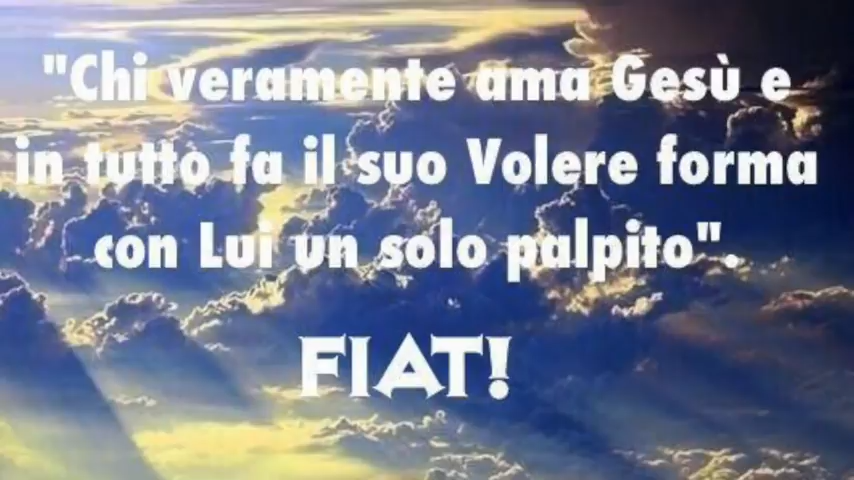 "Chi veramente ama Gesù e
in tutto fa il suo Volere forma
con Lui un solo palpito".
FIAT!